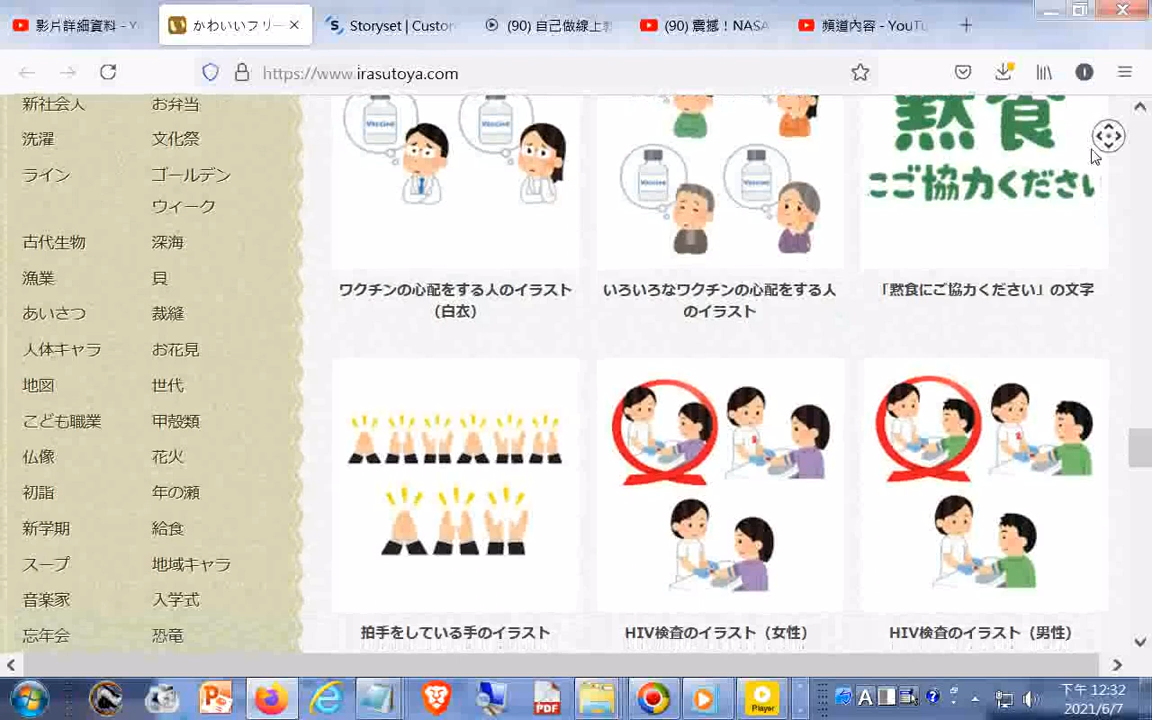 影片詳細資料 - Y
かわいいフリー
Storyset | Custo
(90) 自己做線上教
(90) 震撼！NASA
頻道內容 - YouTu
https://www.irasutoya.com
新社会人 お弁当
洗濯 文化祭
ライン ゴールデン
ウィーク
古代生物 深海
漁業 貝
あいさつ 裁縫
人体キャラ お花見
地図 世代
こども職業 甲殻類
仏像 花火
初詣 年の瀬
新学期 給食
スープ 地域キャラ
音楽家 入学式
忘年会 恐竜
Vaccine Vaccine
Vaccine Vaccine
黙食
にご協力ください
ワクチンの心配をする人のイラスト
（白衣）
いろいろなワクチンの心配をする人
のイラスト
「黙食にご協力ください」の文字
拍手をしている手のイラスト
HIV検査のイラスト（女性）
HIV検査のイラスト（男性）
PDF
Player
A
下午 12:32
2021/6/7